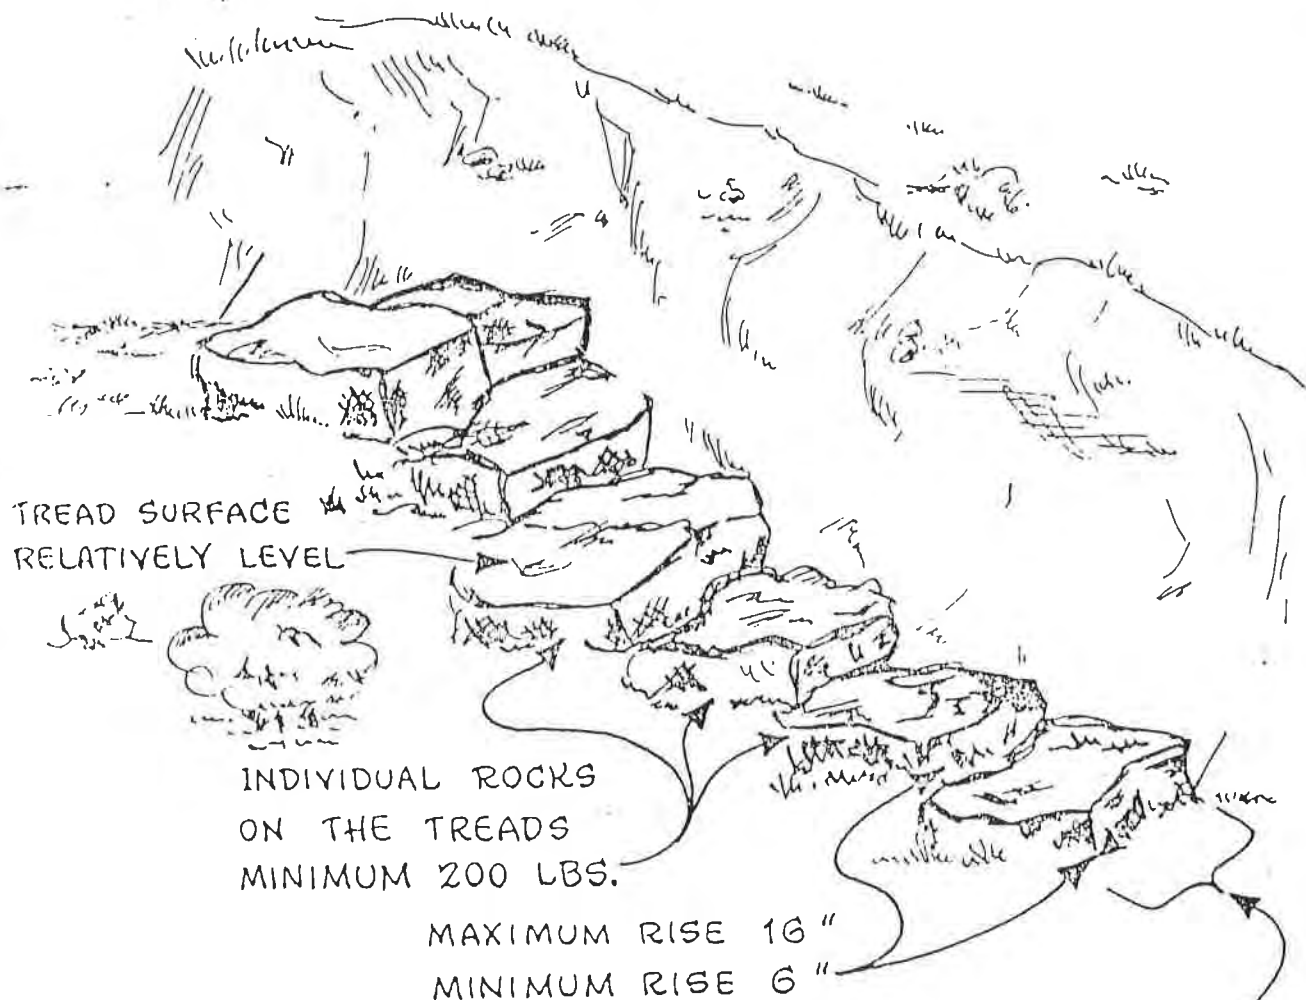 TREAD SURFACE
RELATIVELY LEVEL
INDIVIDUAL ROCKS
ON THE TREADS
MINIMUM 200 LBS.
MAXIMUM RISE 16"
MINIMUM RISE 6"